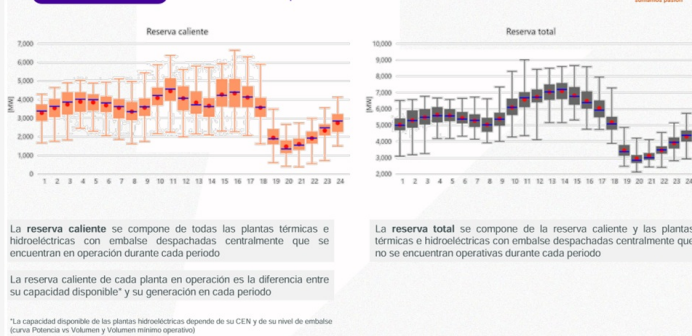 Reserva caliente
7,000
6,000
5,000
4,000
3,000
2,000
1,000
0
[MW]
1 2 3 4 5 6 7 8 9 10 11 12 13 14 15 16 17 18 19 20 21 22 23 24
Reserva total
10,000
9,000
8,000
7,000
6,000
5,000
4,000
3,000
2,000
[MW]
1 2 3 4 5 6 7 8 9 10 11 12 13 14 15 16 17 18 19 20 21 22 23 24
La reserva caliente se compone de todas las plantas térmicas e
hidroeléctricas con embalse despachadas centralmente que se
encuentran en operación durante cada periodo
La reserva caliente de cada planta en operación es la diferencia entre
su capacidad disponible* y su generación en cada periodo
*La capacidad disponible de las plantas hidroeléctricas depende de su CEN y de su nivel de embalse
(curva Potencia vs Volumen y Volumen mínimo operativo)
La reserva total se compone de la reserva caliente y las plantas
térmicas e hidroeléctricas con embalse despachadas centralmente que
no se encuentran operativas durante cada periodo